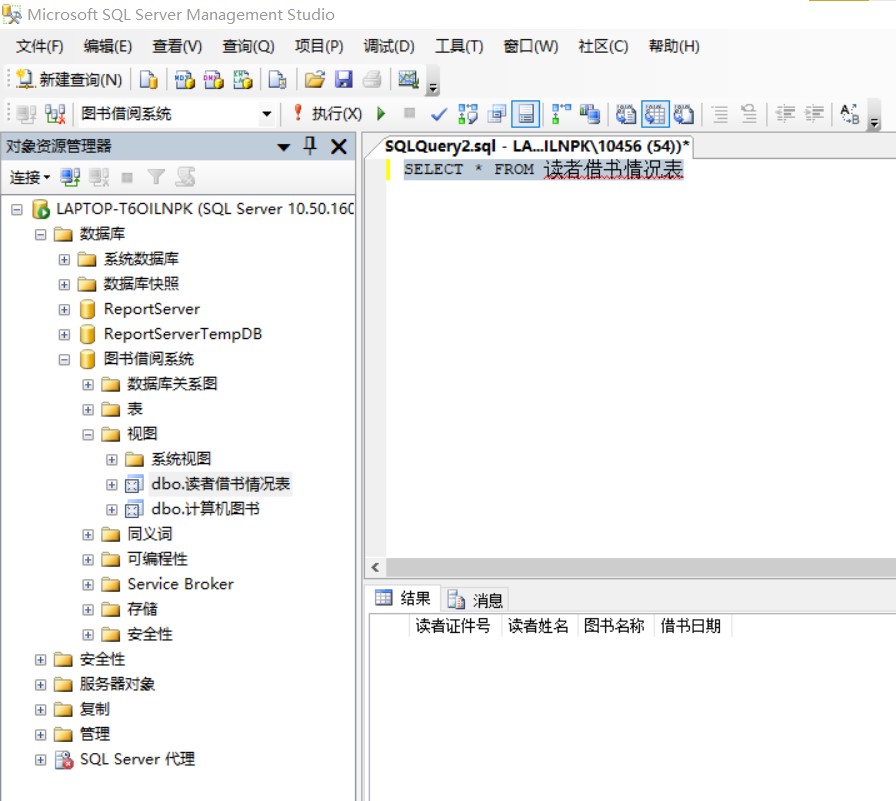 Microsoft SQL Server Management Studio
文件(F) 编辑(E) 查看(V) 查询(Q) 项目(P) 调试(D) 工具(T) 窗口(W) 社区(C) 帮助(H)
新建查询(N)
图书借阅系统 执行(X)
对象资源管理器
连接
SQLQuery2.sql - LA...ILNPK\10456 (54))*
SELECT * FROM 读者借书情况表
LAPTOP-T6OILNPK (SQL Server 10.50.160
数据库
系统数据库
数据库快照
ReportServer
ReportServerTempDB
图书借阅系统
数据库关系图
表
视图
系统视图
dbo.读者借书情况表
dbo.计算机图书
同义词
可编程性
Service Broker
存储
安全性
安全性
服务器对象
复制
管理
SQL Server 代理
结果 消息
读者证件号 读者姓名 图书名称 借书日期